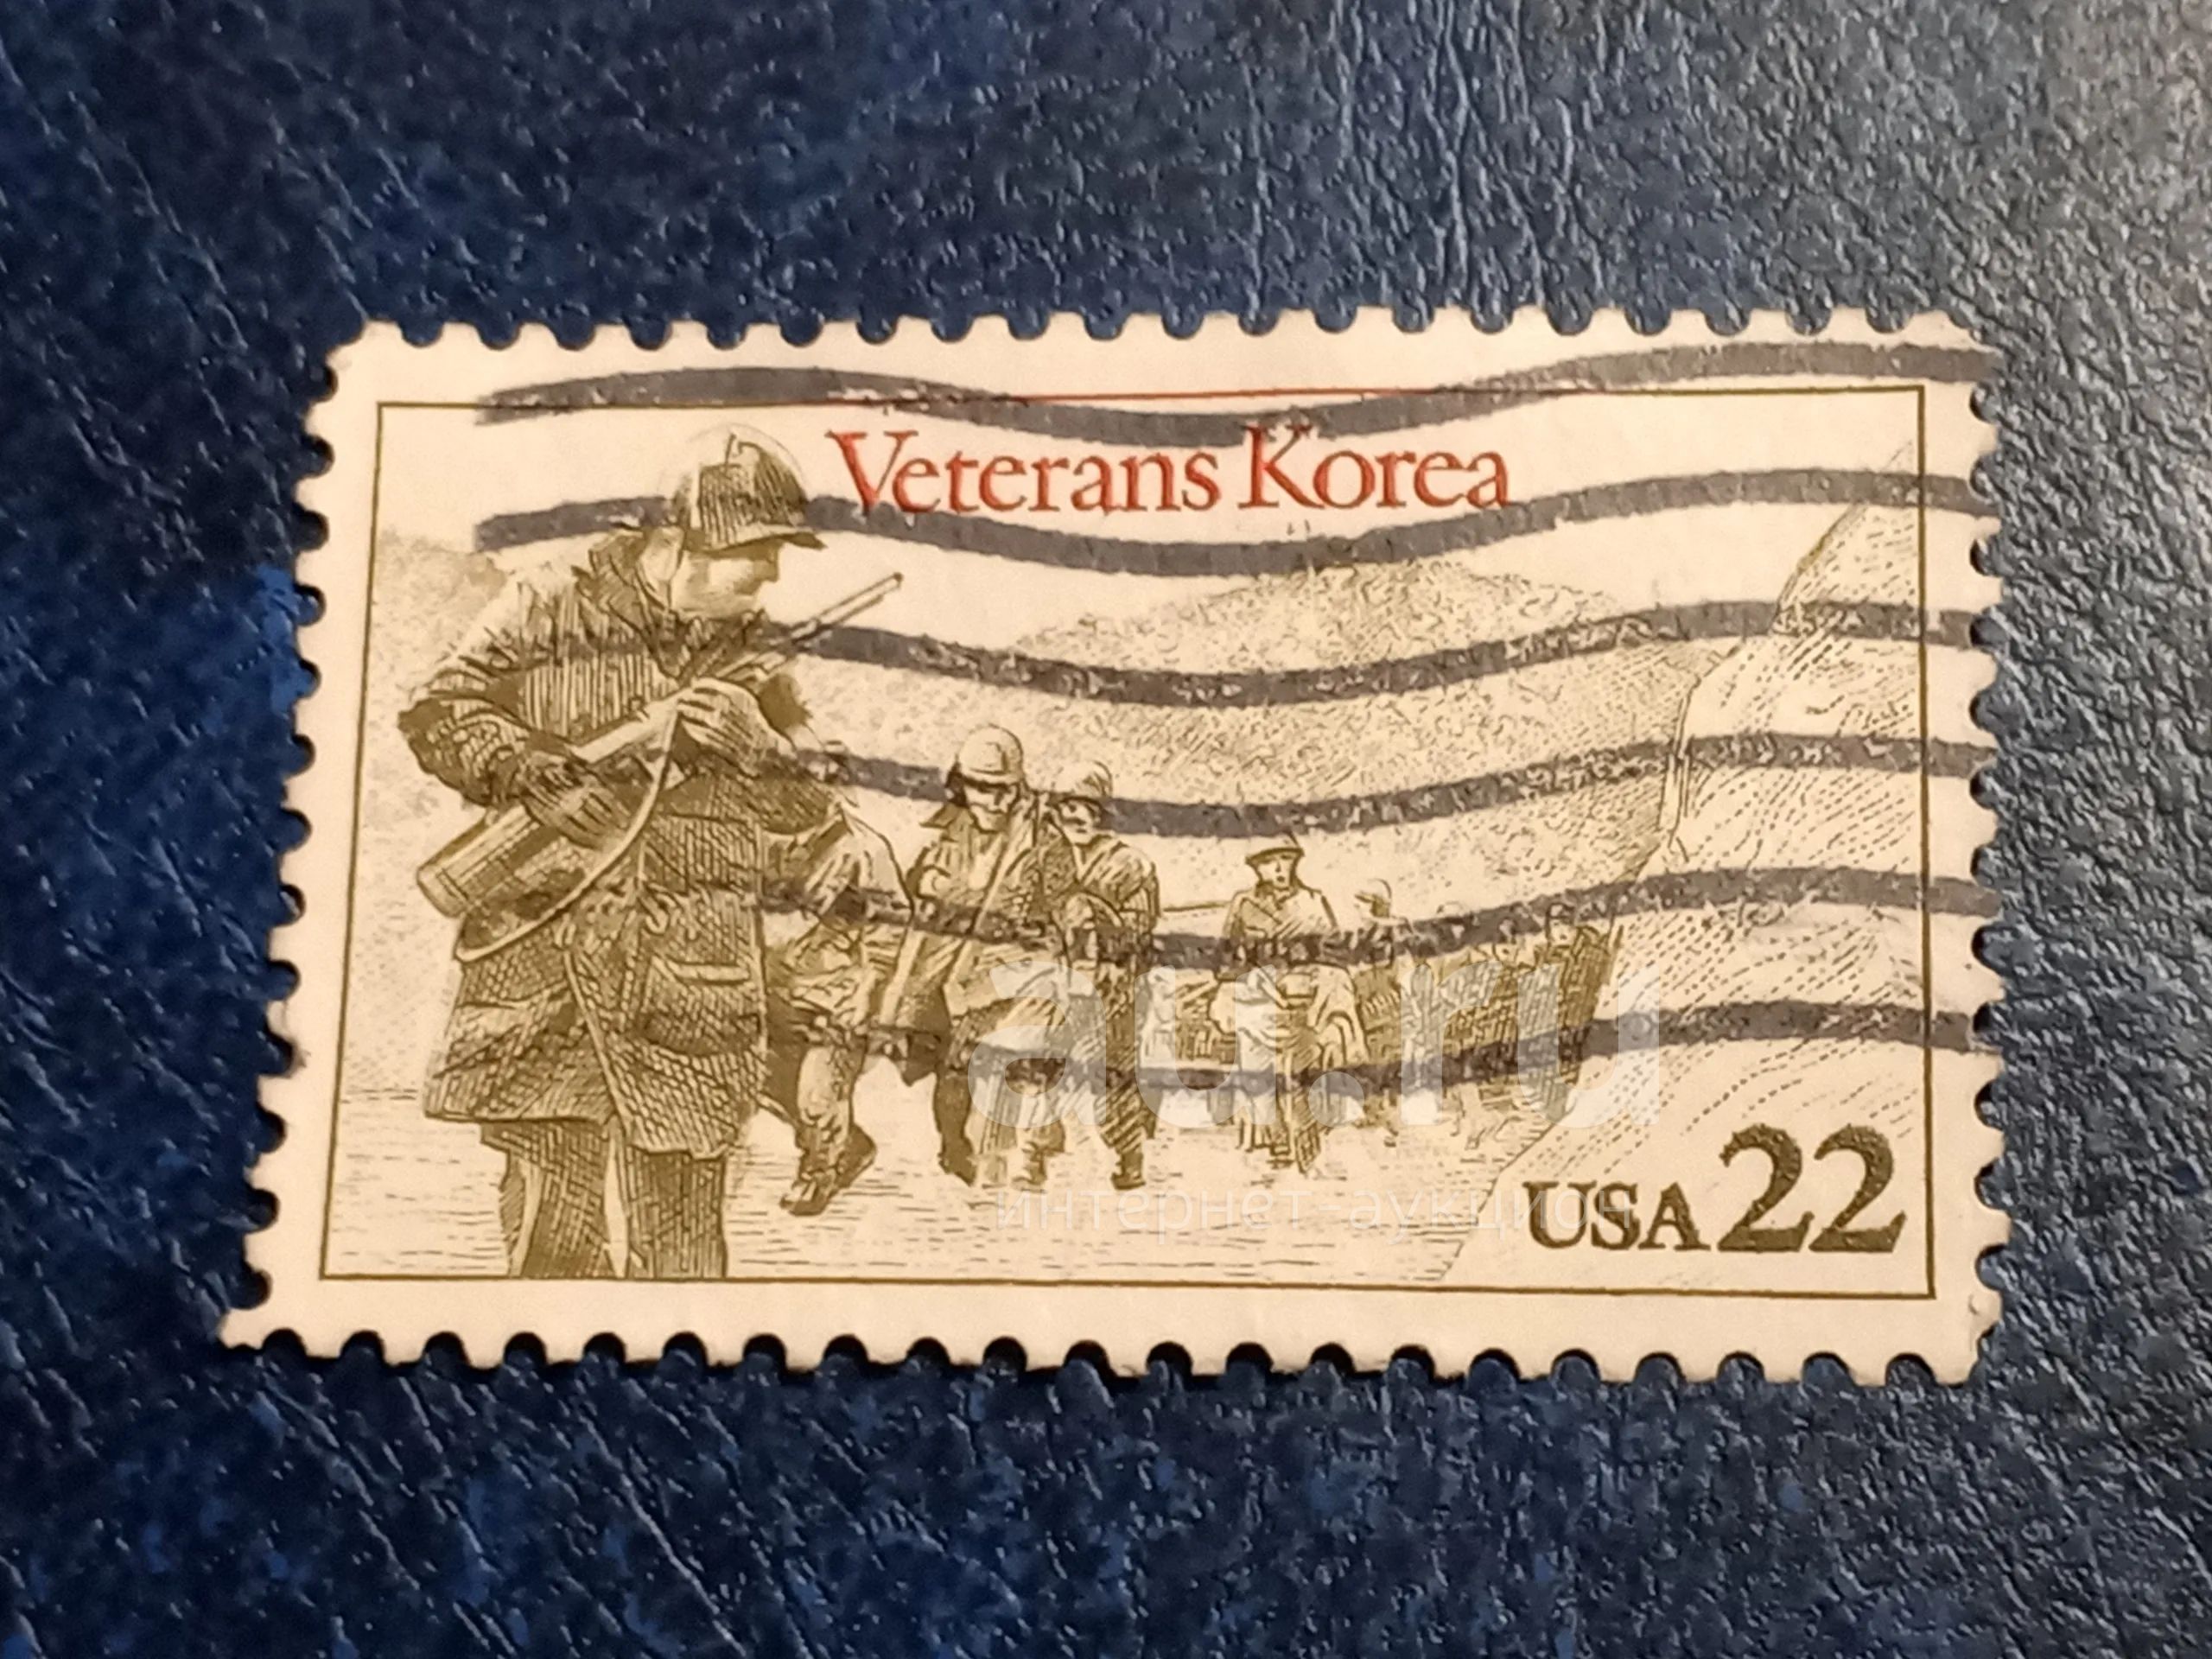 Veterans Korea
au.ru
интернет-аукцион
USA 22